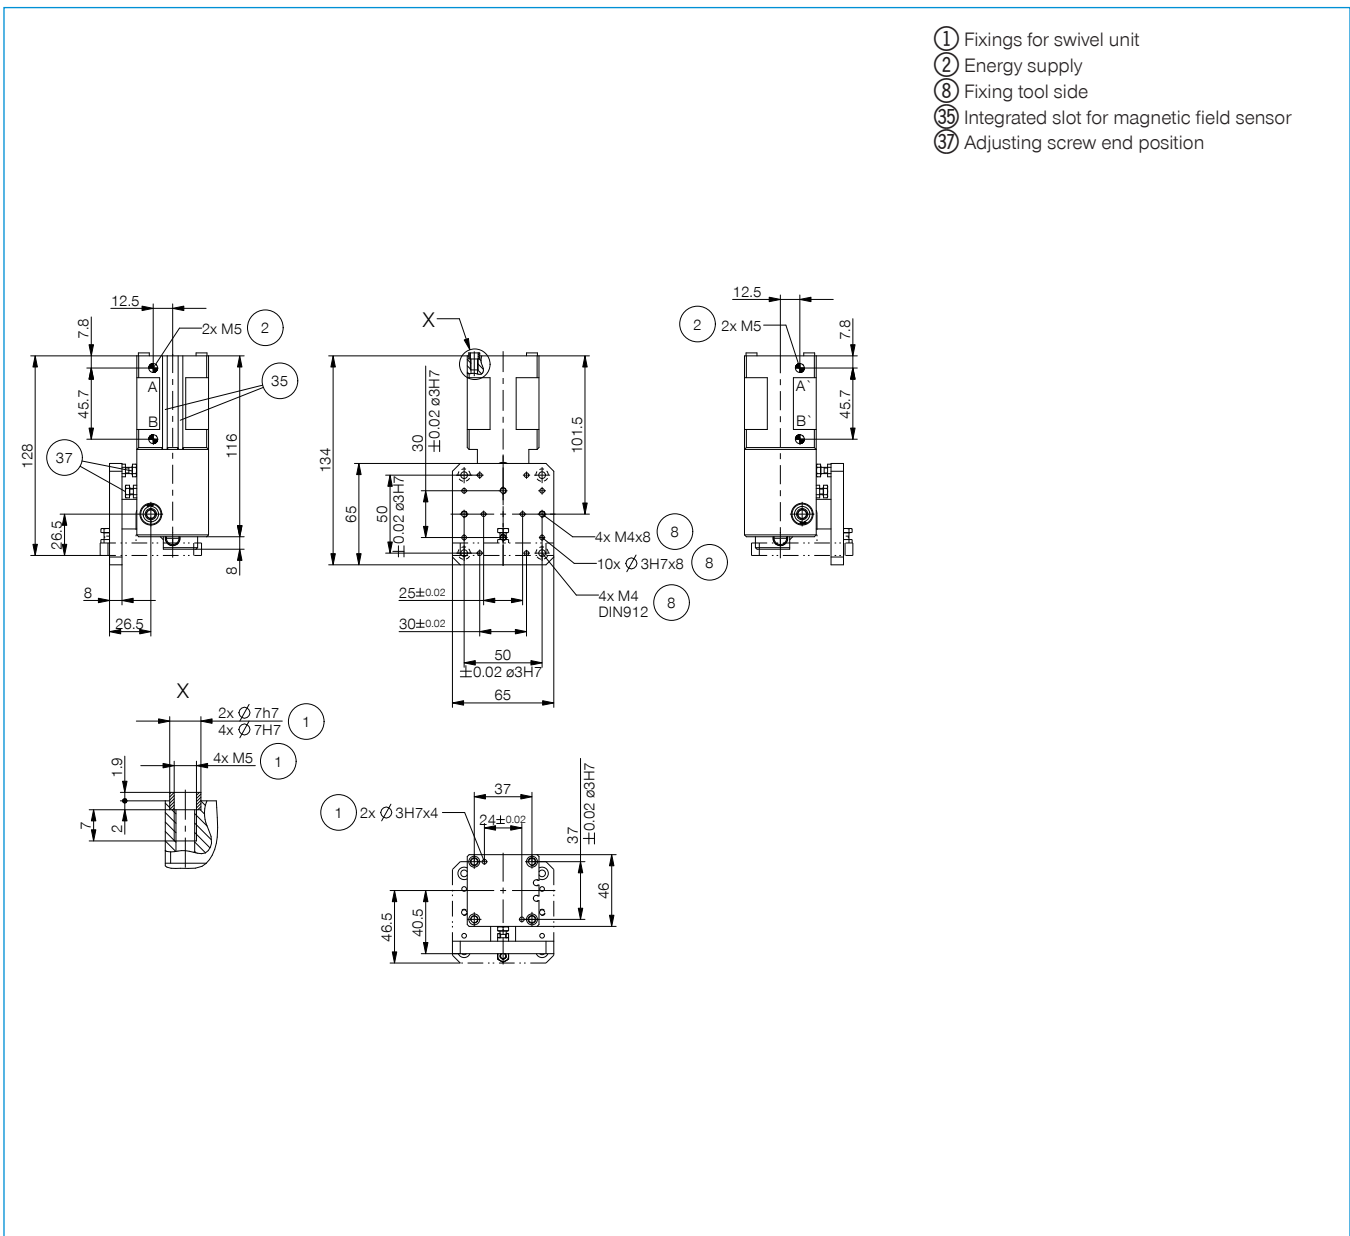 1 Fixings for swivel unit
2 Energy supply
8 Fixing tool side
35 Integrated slot for magnetic field sensor
37 Adjusting screw end position
12.5
7.8
2x M5 2
A
B
35
45.7
128
116
37
26.5
8
8
26.5
X
134
30
±0.02 ø3H7
101.5
65
50
±0.02 ø3H7
4x M4x8 8
10x Ø 3H7x8 8
4x M4
DIN912 8
25±0.02
30±0.02
50
±0.02 ø3H7
65
12.5
2 2x M5
7.8
A`
B`
45.7
X
2x Ø 7h7
4x Ø 7H7 1
4x M5 1
1.9
7
2
37
1 2x Ø 3H7x4
24±0.02
37
±0.02 ø3H7
46
46.5
40.5